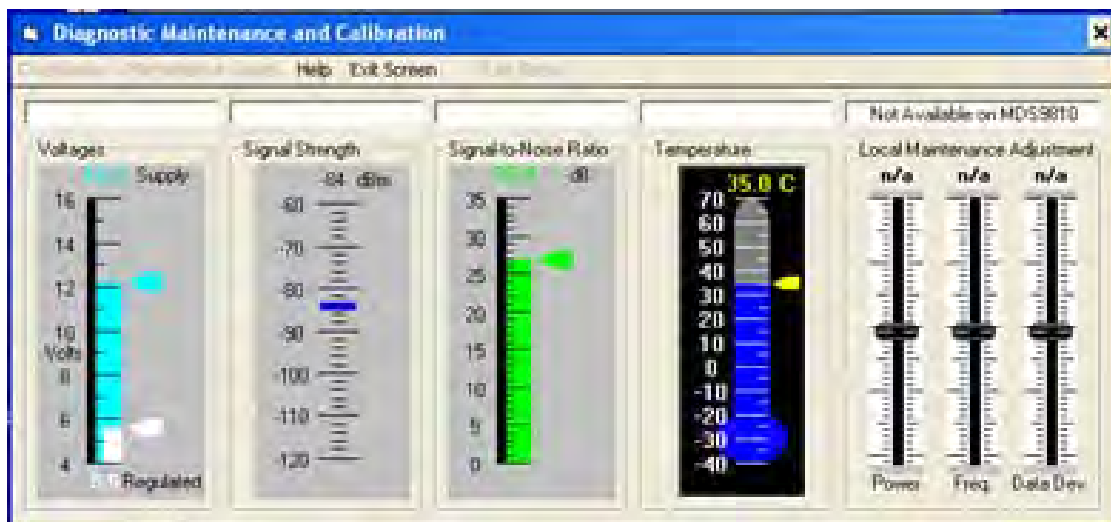 Diagnostic Maintenance and Calibration
Help Exit Screen
Not Available on MDS9810
Voltages
Supply
16
14
12
10
Volts
8
6
4
Regulated
Signal Strength
-84 dBm
-60
-70
-80
-90
-100
-110
-120
Signal-to-Noise Ratio
dB
35
30
25
20
15
10
5
0
Temperature
35.0 C
70
60
50
40
30
20
10
0
-10
-20
-30
-40
Local Maintenance Adjustment
n/a n/a n/a
Power Freq. Data Dev.